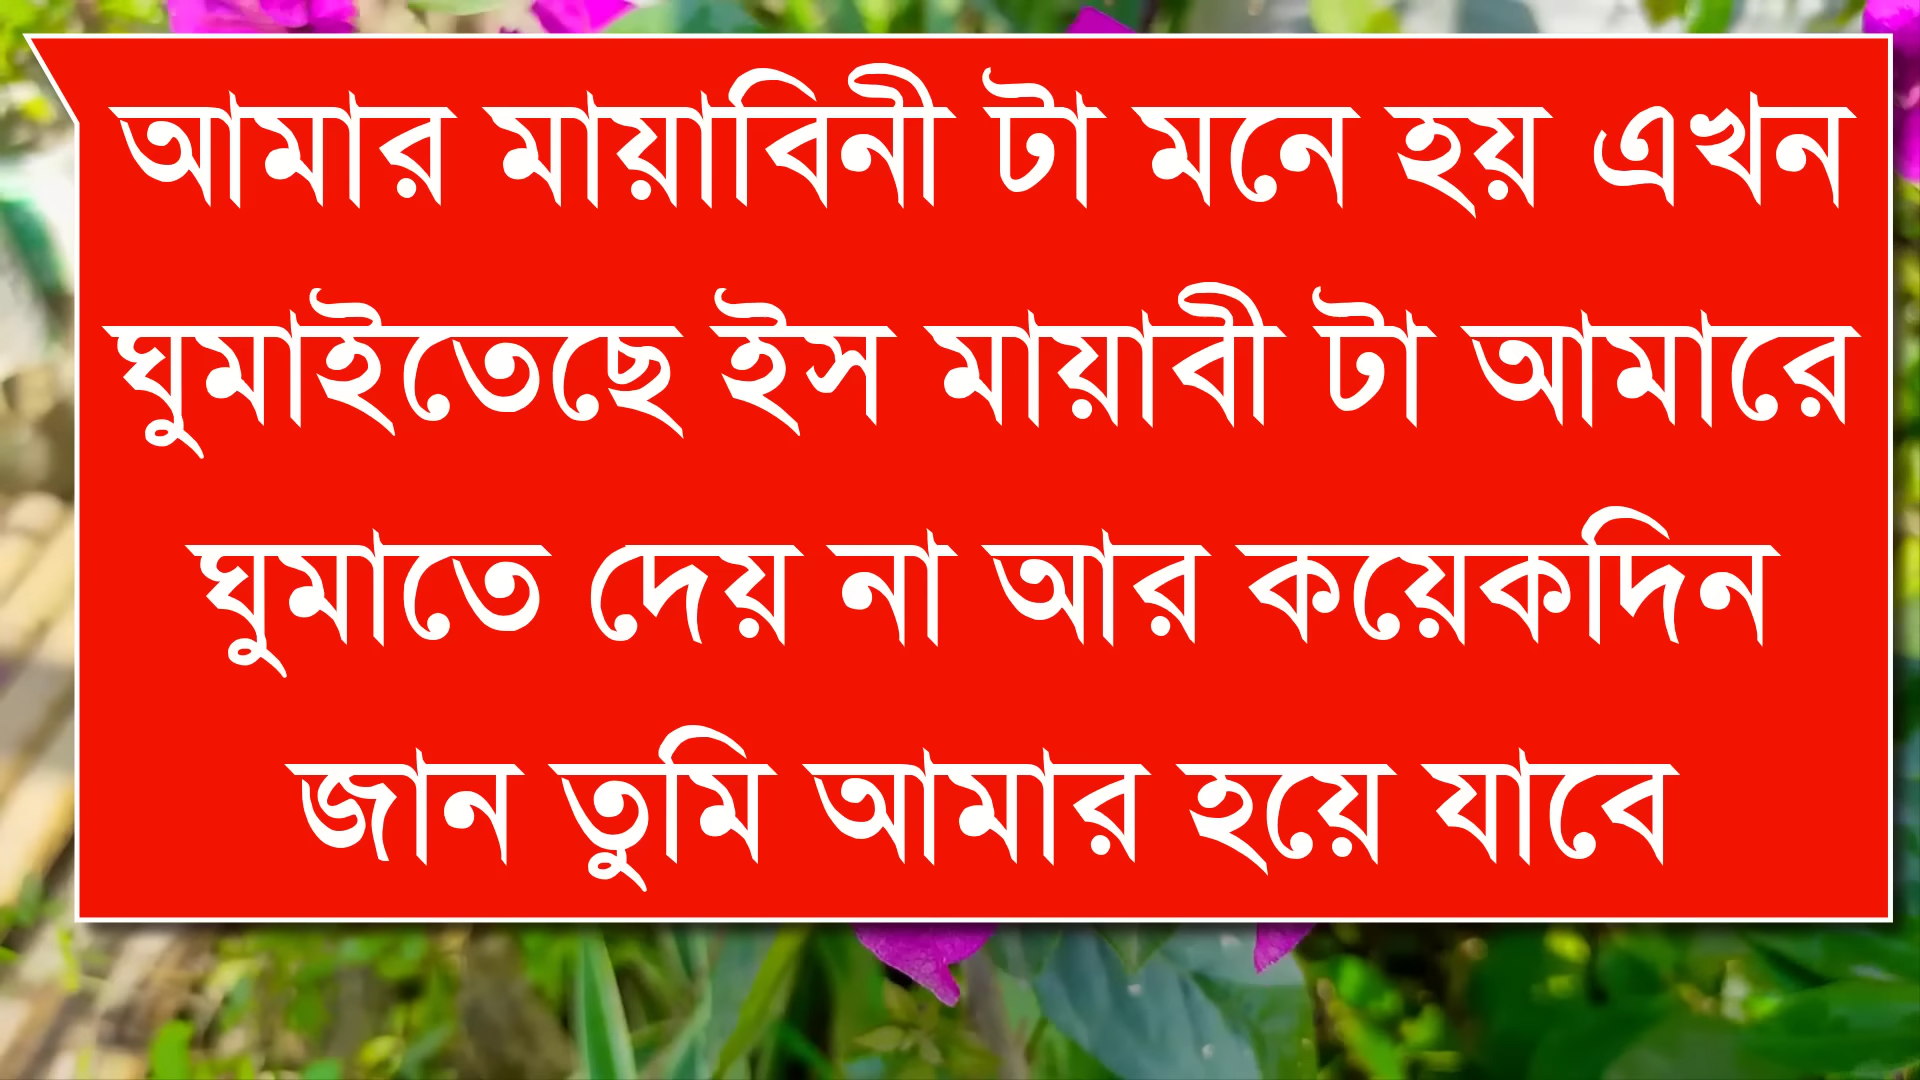 আমার মায়াবিনী টা মনে হয় এখন
ঘুমাইতেছে ইস মায়াবী টা আমারে
ঘুমাতে দেয় না আর কয়েকদিন
জান তুমি আমার হয়ে যাবে